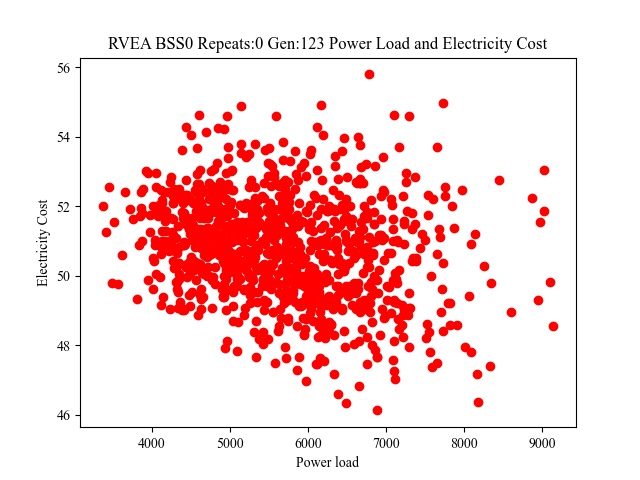 RVEA BSS0 Repeats:0 Gen:123 Power Load and Electricity Cost
56
54
52
50
48
46
Electricity Cost
4000 5000 6000 7000 8000 9000
Power load